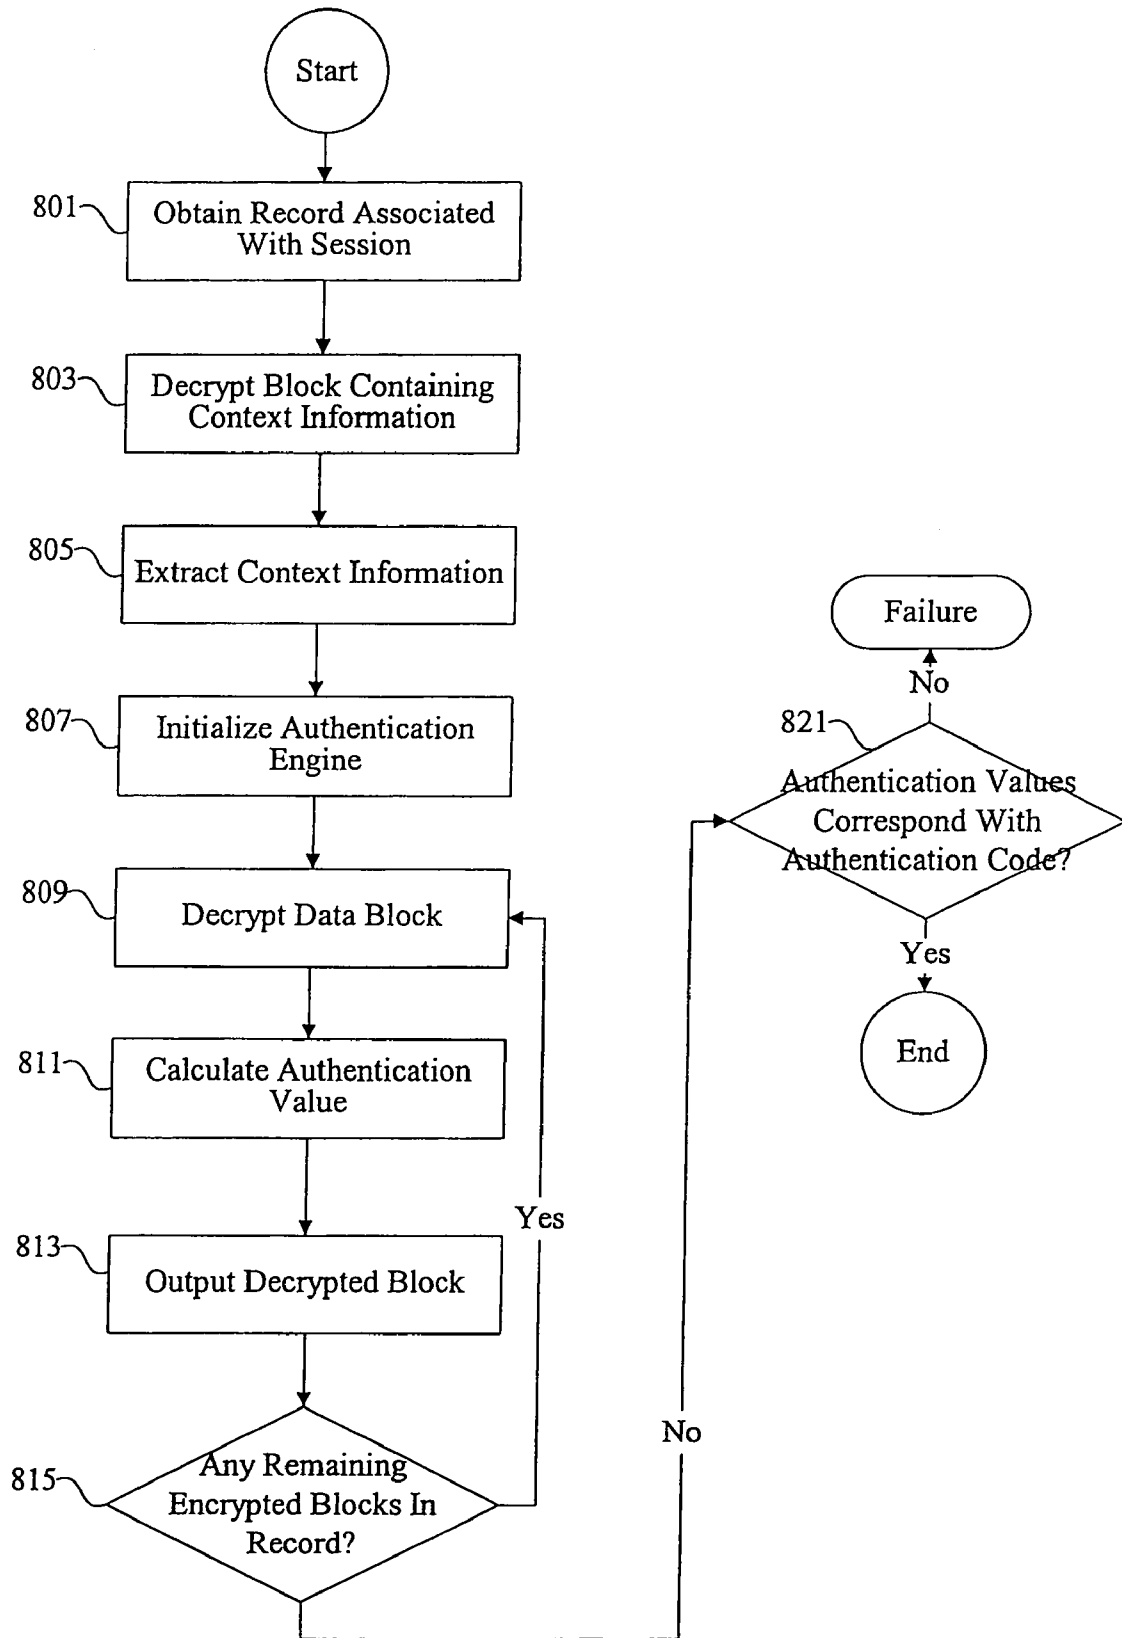 Start
801
Obtain Record Associated
With Session
803
Decrypt Block Containing
Context Information
805
Extract Context Information
807
Initialize Authentication
Engine
809
Decrypt Data Block
811
Calculate Authentication
Value
Yes
813
Output Decrypted Block
815
Any Remaining
Encrypted Blocks In
Record?
No
Failure
No
821
Authentication Values
Correspond With
Authentication Code?
Yes
End